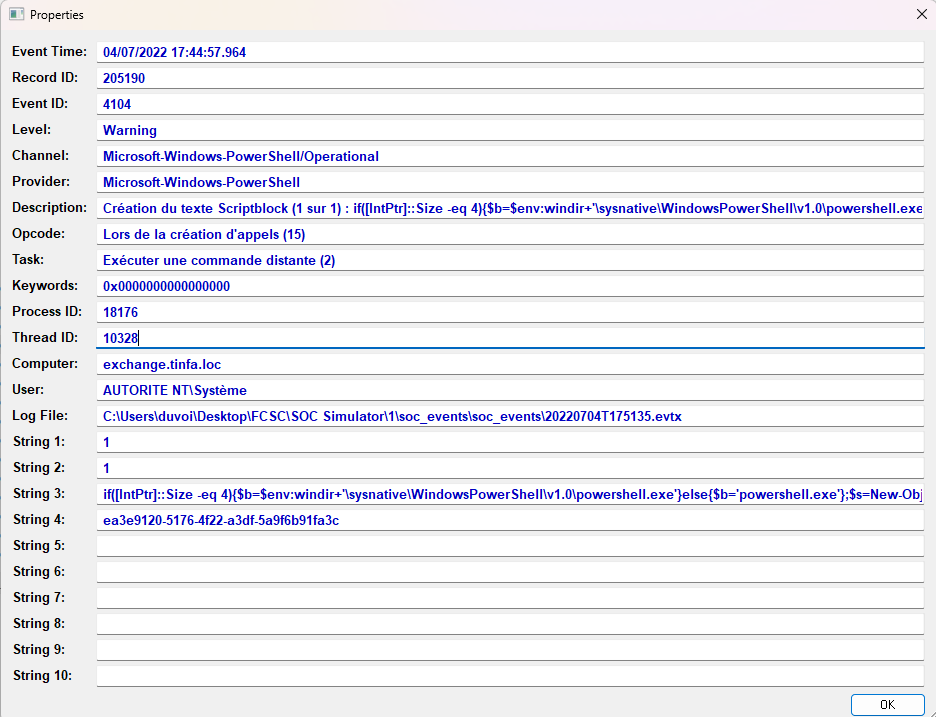 Properties
Event Time: 04/07/2022 17:44:57.964
Record ID: 205190
Event ID: 4104
Level: Warning
Channel: Microsoft-Windows-PowerShell/Operational
Provider: Microsoft-Windows-PowerShell
Description: Création du texte Scriptblock (1 sur 1) : if([IntPtr]::Size -eq 4){$b=$env:windir+'\sysnative\WindowsPowerShell\v1.0\powershell.exe
Opcode: Lors de la création d'appels (15)
Task: Exécuter une commande distante (2)
Keywords: 0x0000000000000000
Process ID: 18176
Thread ID: 10328
Computer: exchange.tinfa.loc
User: AUTORITE NT\Système
Log File: C:\Users\duvoi\Desktop\FCSC\SOC Simulator\1\soc_events\soc_events\20220704T175135.evtx
String 1: 1
String 2: 1
String 3: if([IntPtr]::Size -eq 4){$b=$env:windir+'\sysnative\WindowsPowerShell\v1.0\powershell.exe'}else{$b='powershell.exe'};$s=New-Obj
String 4: ea3e9120-5176-4f22-a3df-5a9f6b91fa3c
String 5:
String 6:
String 7:
String 8:
String 9:
String 10:
OK